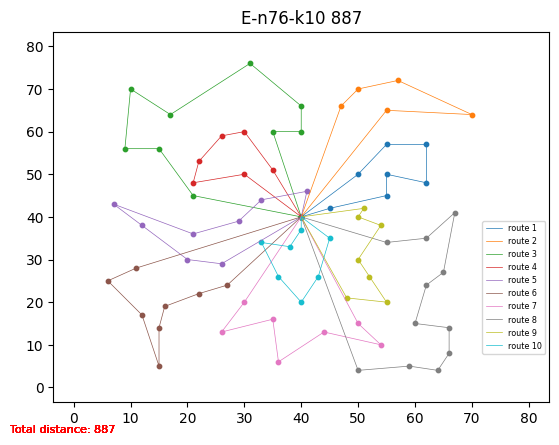 E-n76-k10 887
80
70
60
50
40
30
20
10
0
0 10 20 30 40 50 60 70 80
route 1
route 2
route 3
route 4
route 5
route 6
route 7
route 8
route 9
route 10
Total distance: 887